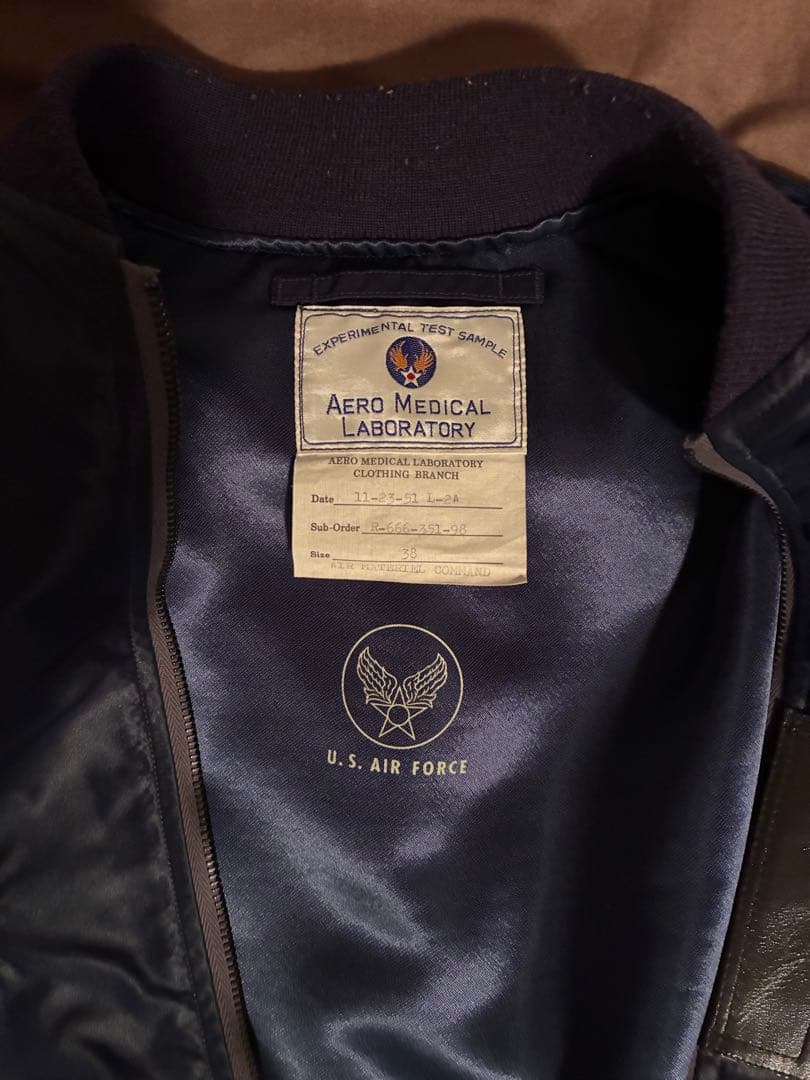 EXPERIMENTAL TEST SAMPLE
AERO MEDICAL
LABORATORY
AERO MEDICAL LABORATORY
CLOTHING BRANCH
Date 11-23-51 L-2A
Sub-Order R-666-351-98
Size 38
AIR MATERIEL COMMAND
U. S. AIR FORCE